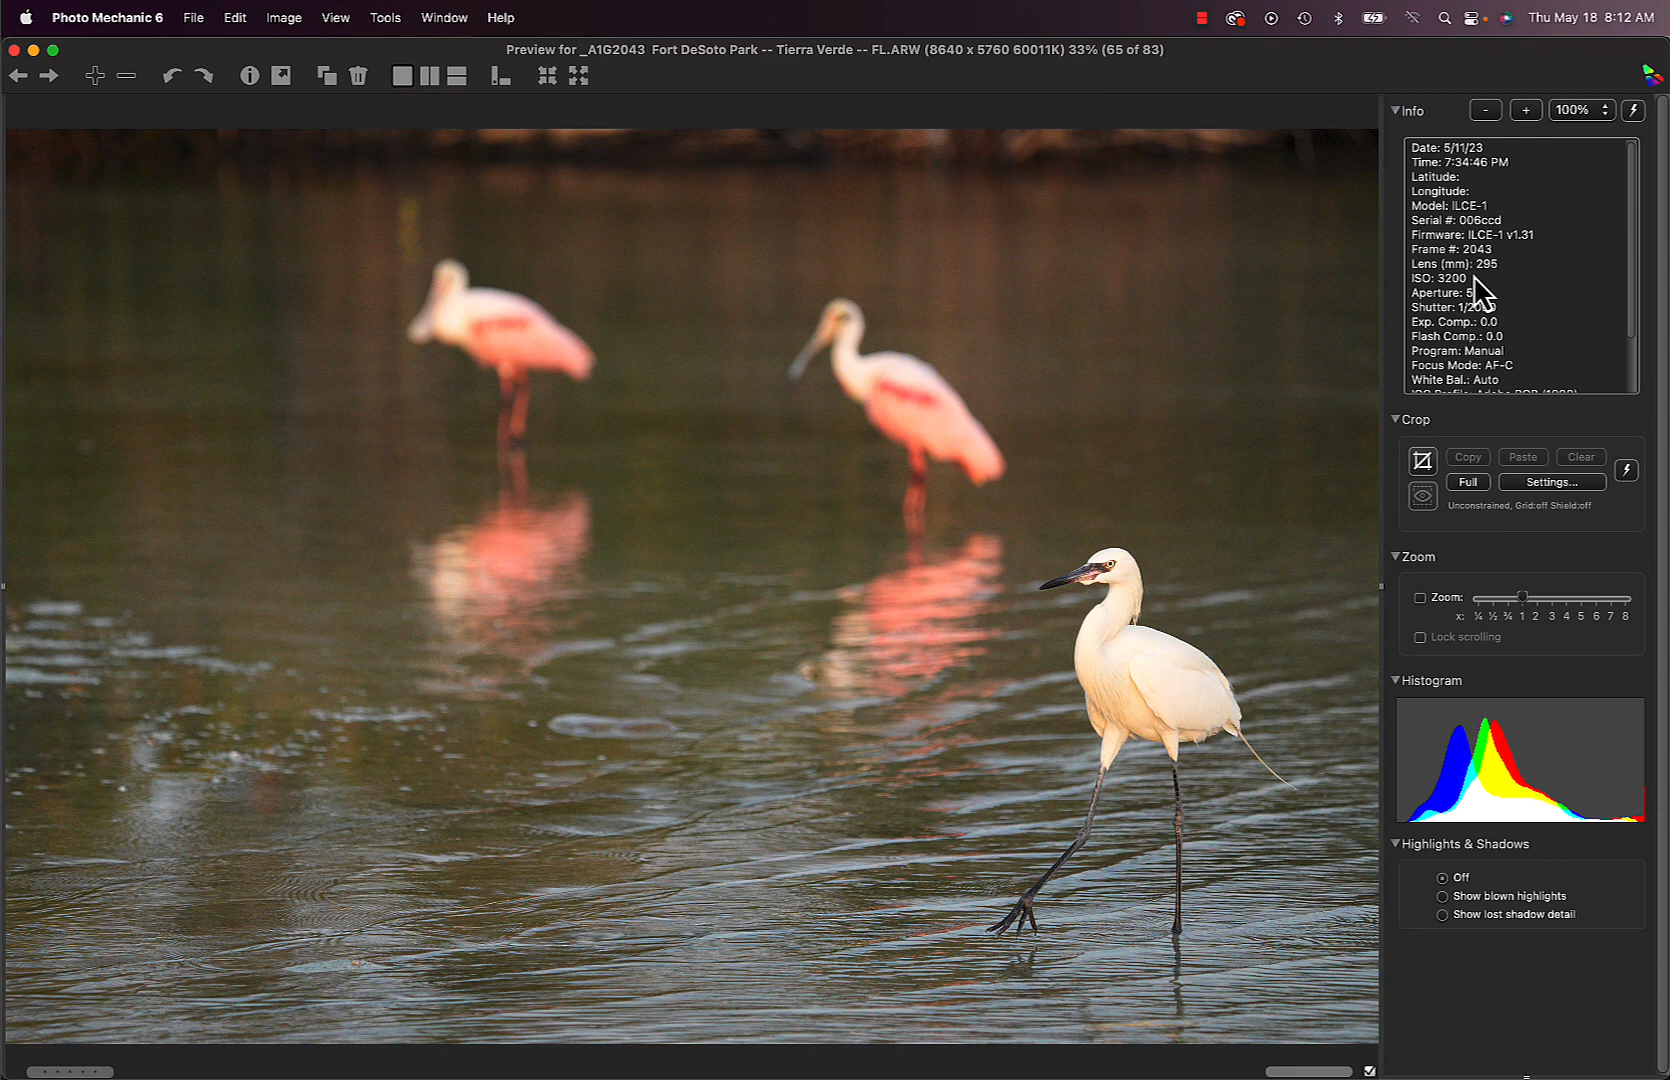 Photo Mechanic 6 File Edit Image View Tools Window Help Thu May 18 8:12 AM
Preview for _A1G2043 Fort DeSoto Park -- Tierra Verde -- FL.ARW (8640 x 5760 60011K) 33% (65 of 83)
Info - + 100%
Date: 5/11/23
Time: 7:34:46 PM
Latitude:
Longitude:
Model: ILCE-1
Serial #: 006ccd
Firmware: ILCE-1 v1.31
Frame #: 2043
Lens (mm): 295
ISO: 3200
Aperture: 5
Shutter:
Exp. Comp.: 0.0
Flash Comp.: 0.0
Program: Manual
Focus Mode: AF-C
White Bal.: Auto
Crop
Copy Paste Clear
Full Settings...
Unconstrained, Grid:off Shield:off
Zoom
Zoom:
x: ¼ ½ ¾ 1 2 3 4 5 6 7 8
Lock scrolling
Histogram
Highlights & Shadows
Off
Show blown highlights
Show lost shadow detail